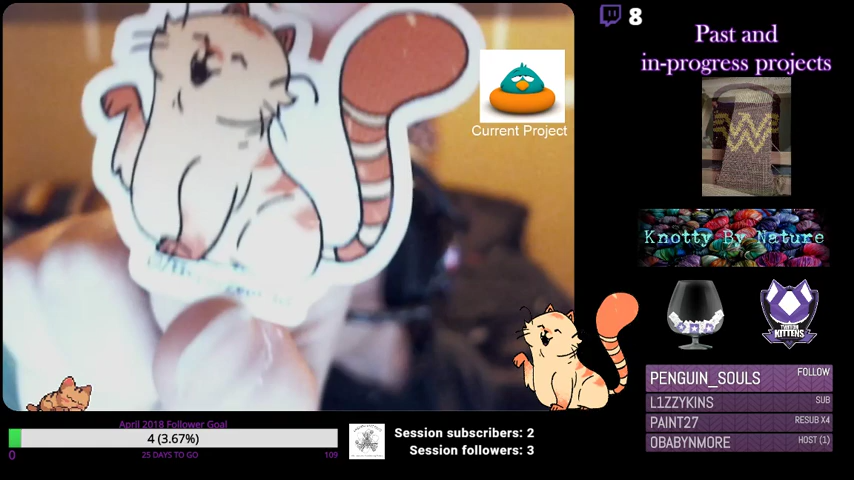 8
Past and
in-progress projects
Current Project
W
Knotty By Nature
KITTENS
PENGUIN_SOULS FOLLOW
L1ZZYKINS SUB
PAINT27 RESUB X4
OBABYNMORE HOST (1)
April 2018 Follower Goal
4 (3.67%)
0 25 DAYS TO GO 109
Session subscribers: 2
Session followers: 3